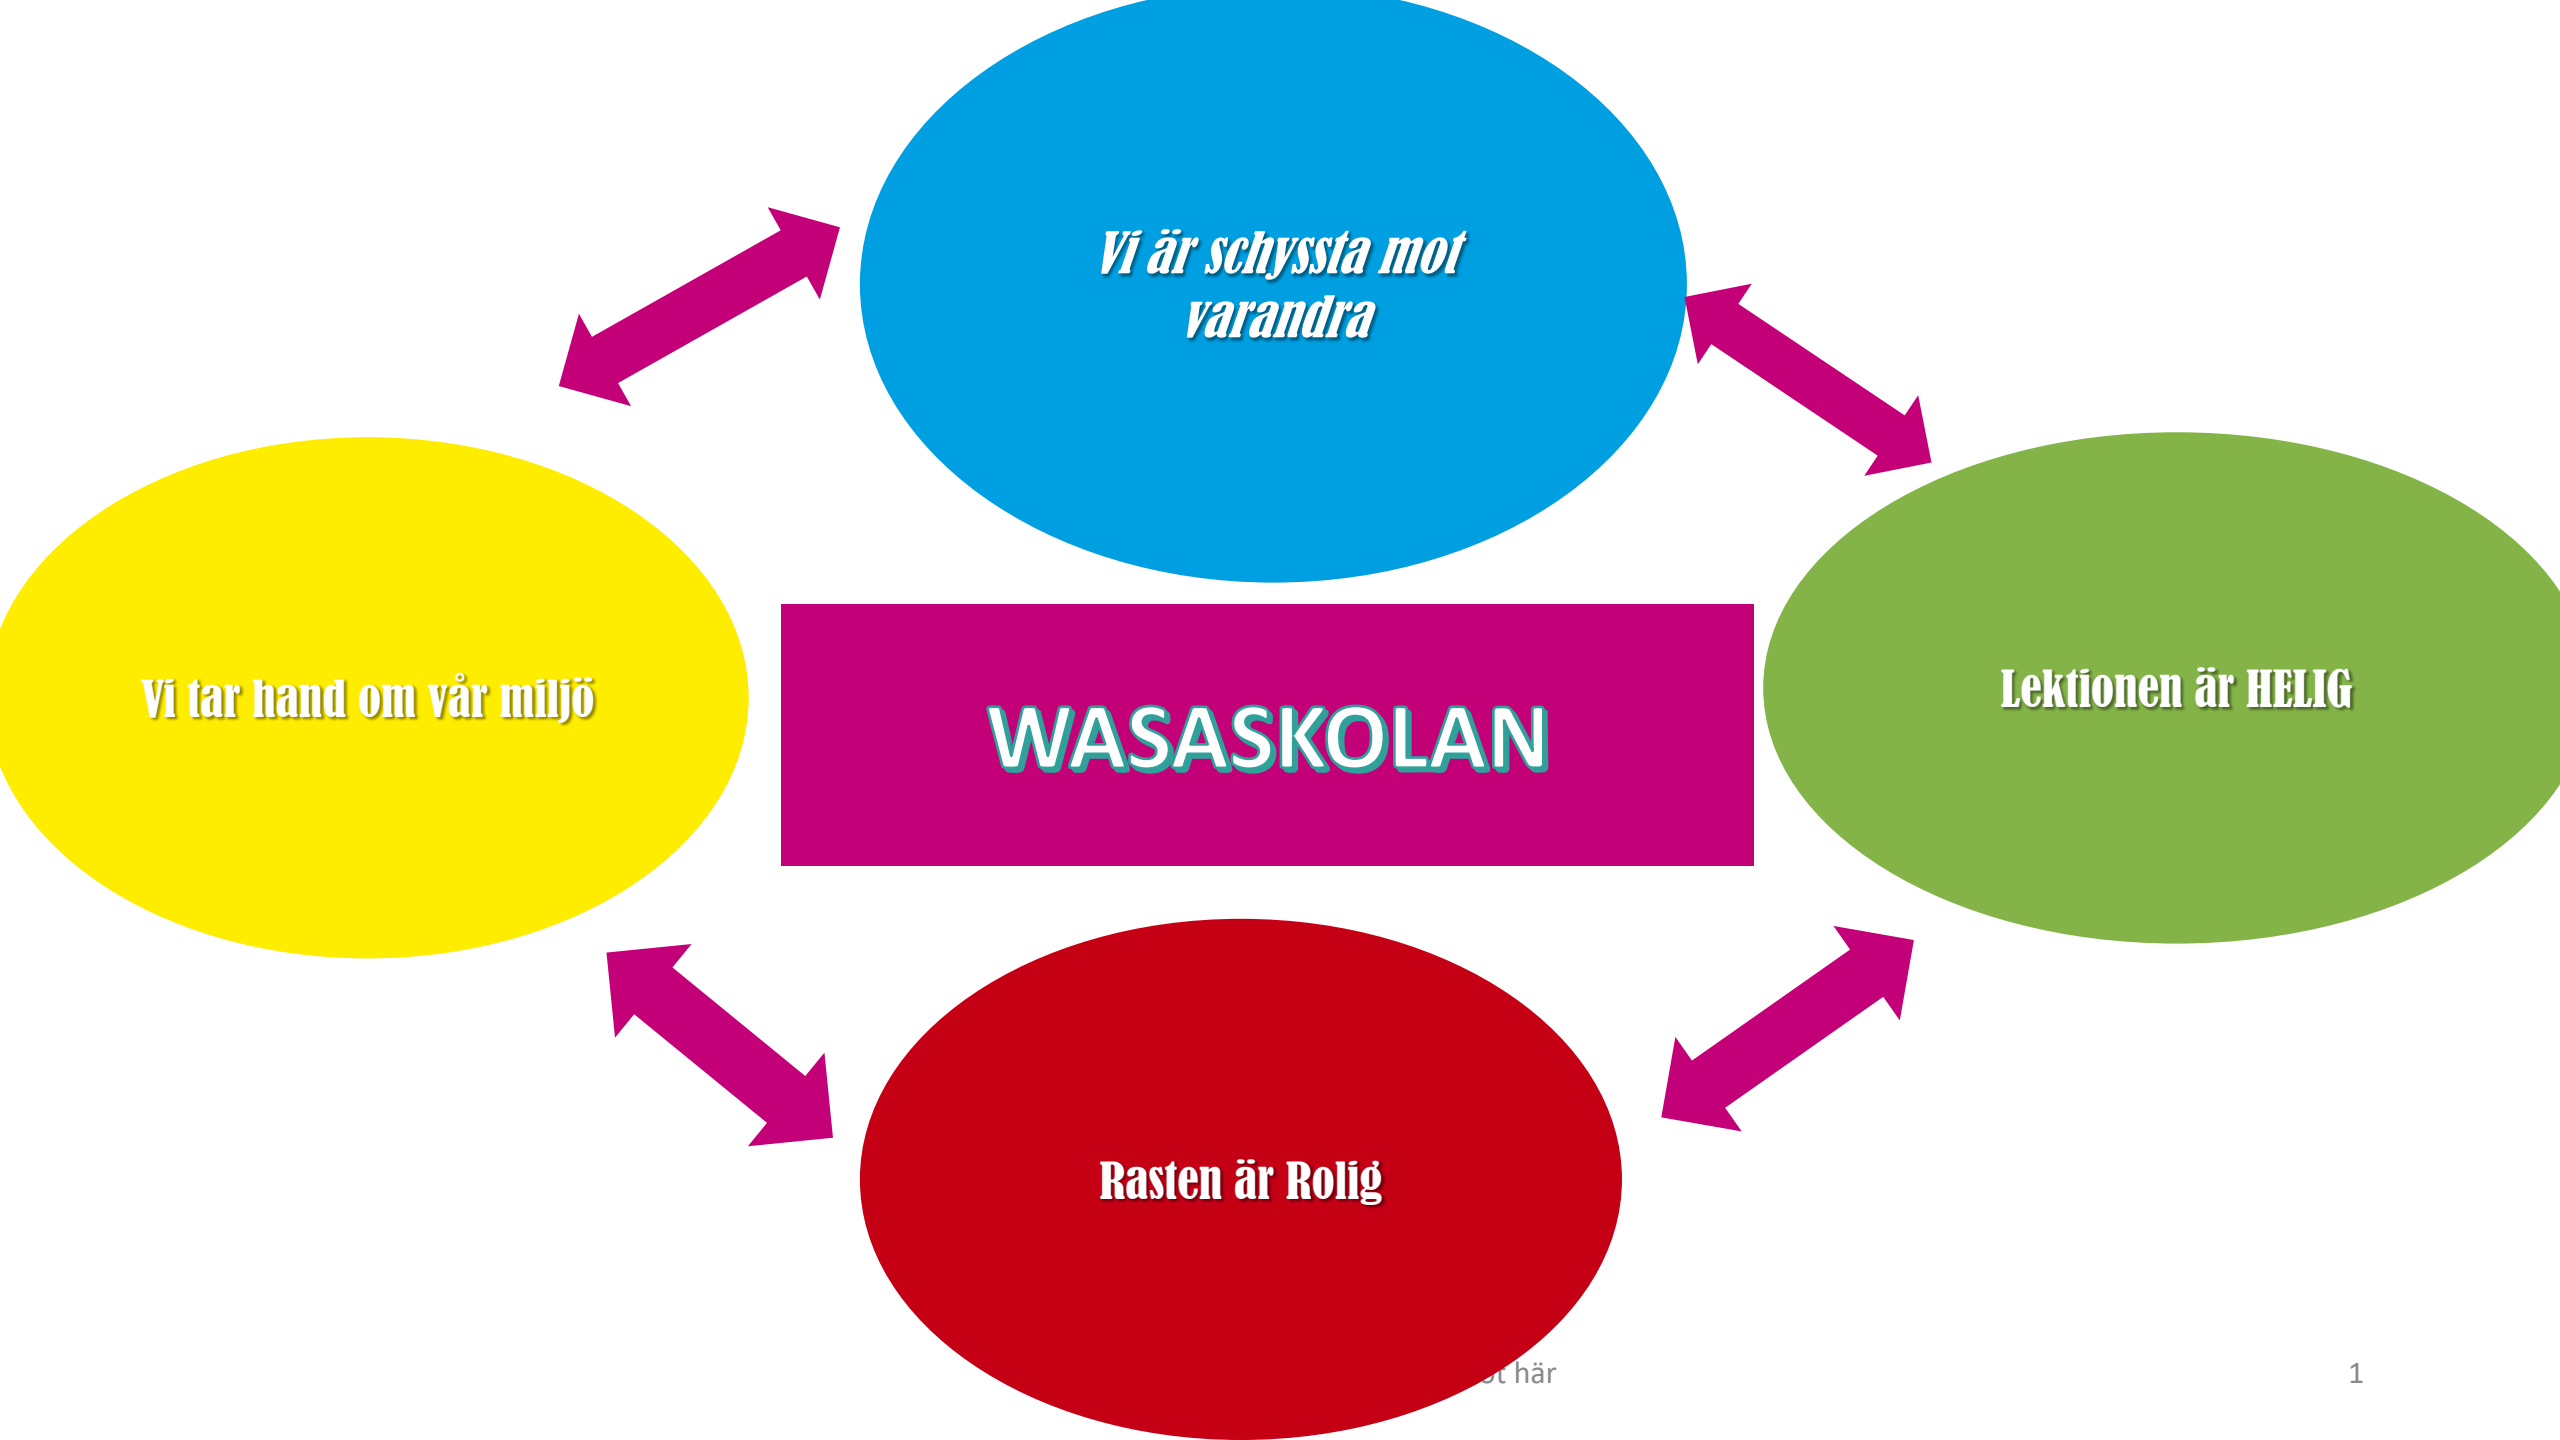 Vi är schyssta mot
varandra
Vi tar hand om vår miljö
Lektionen är HELIG
WASASKOLAN
Rasten är Rolig
här
1